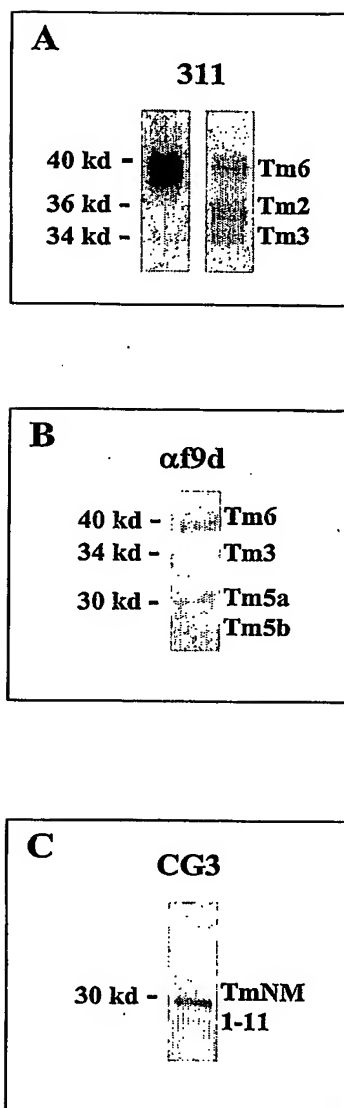 A
311
40 kd - Tm6
36 kd - Tm2
34 kd - Tm3
B
αf9d
40 kd - Tm6
34 kd - Tm3
30 kd - Tm5a
Tm5b
C
CG3
30 kd - TmNM
1-11